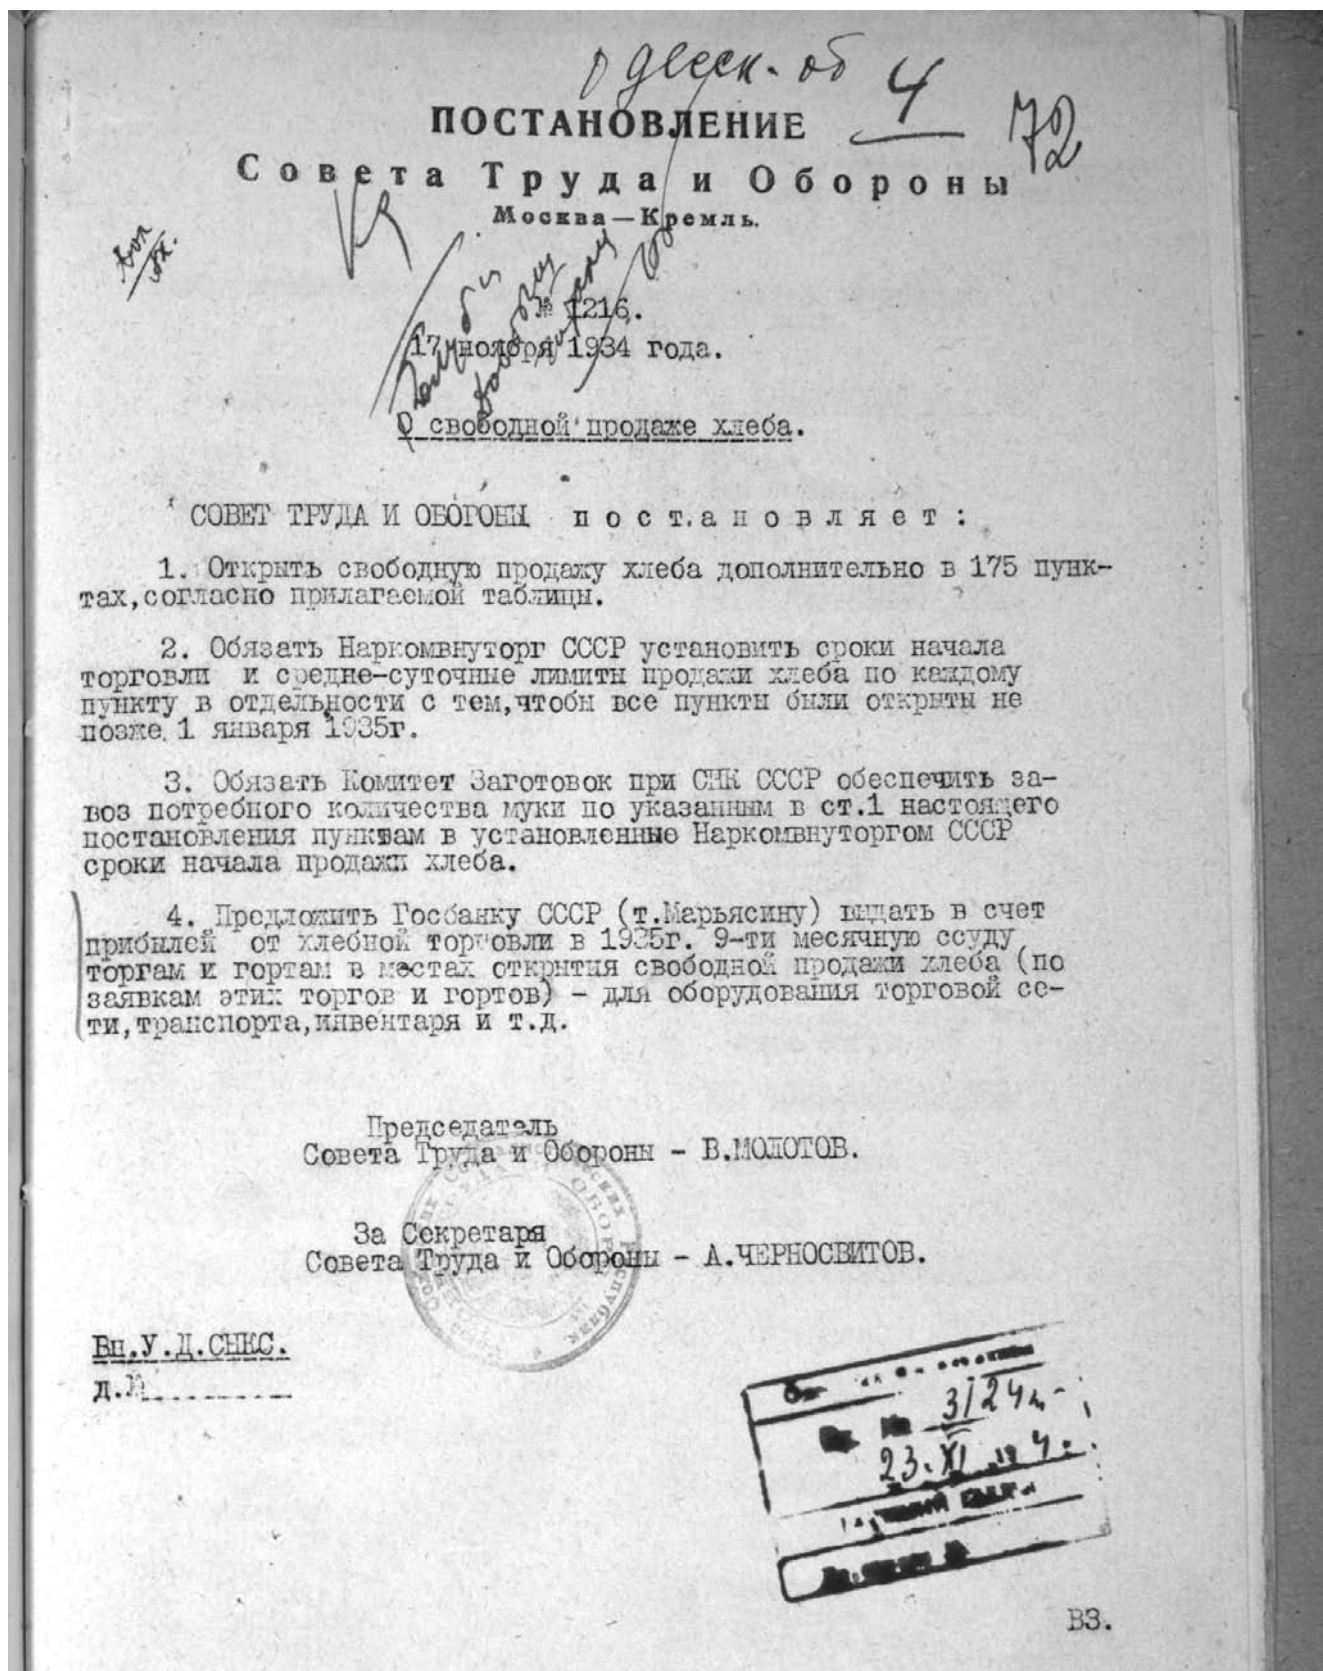 4
72
ПОСТАНОВЛЕНИЕ
Совета Труда и Обороны
Москва—Кремль.
№ 1216.
17 ноября 1934 года.
О свободной продаже хлеба.
СОВЕТ ТРУДА И ОБОРОНЫ постановляет:
1. Открыть свободную продажу хлеба дополнительно в 175 пунк-
тах,согласно прилагаемой таблицы.
2. Обязать Наркомвнуторг СССР установить сроки начала
торговли и средне-суточные лимиты продажи хлеба по каждому
пункту в отдельности с тем,чтобы все пункты были открыты не
позже 1 января 1935г.
3. Обязать Комитет Заготовок при СНК СССР обеспечить за-
воз потребного количества муки по указанным в ст.1 настоящего
постановления пунктам в установленные Наркомвнуторгом СССР
сроки начала продажи хлеба.
4. Предложить Госбанку СССР (т.Марьясину) выдать в счет
прибылей от хлебной торговли в 1935г. 9-ти месячную ссуду
торгам и гортам в местах открытия свободной продажи хлеба (по
заявкам этих торгов и гортов) - для оборудования торговой се-
ти,транспорта,инвентаря и т.д.
Председатель
Совета Труда и Обороны - В.МОЛОТОВ.
За Секретаря
Совета Труда и Обороны - А.ЧЕРНОСВИТОВ.
Вн.У.Д.СНКС.
д.№
23.XI
ВЗ.